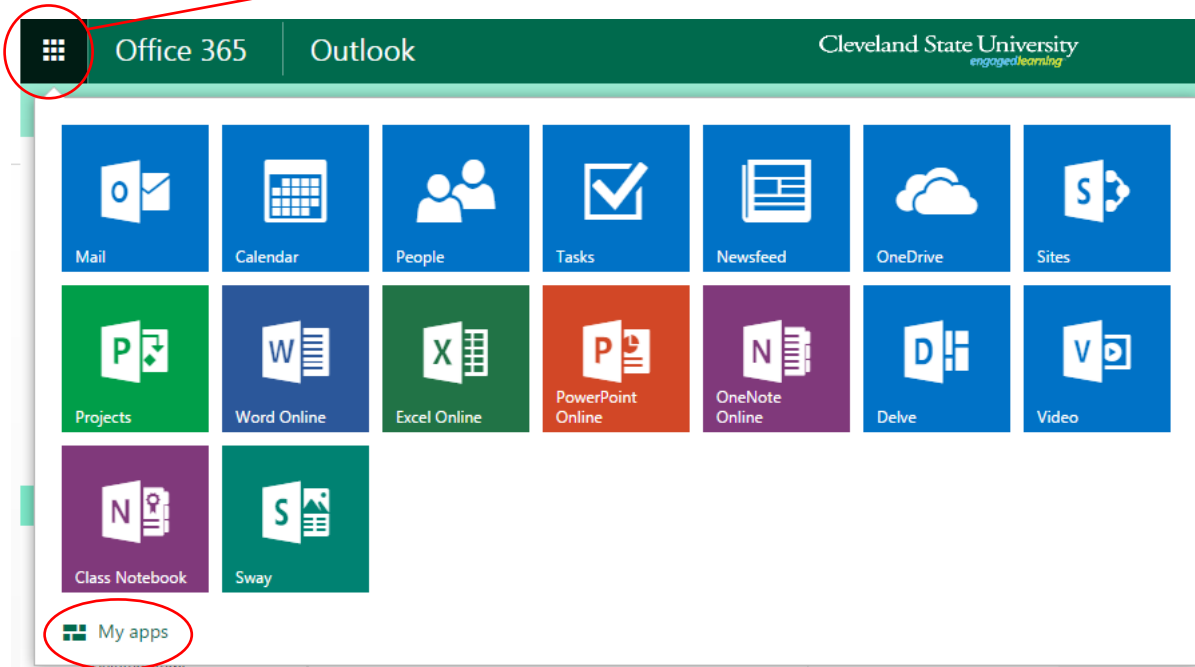 Office 365 Outlook Cleveland State University
engagedlearning
Mail Calendar People Tasks Newsfeed OneDrive Sites
Projects Word Online Excel Online PowerPoint
Online OneNote
Online Delve Video
Class Notebook Sway
My apps